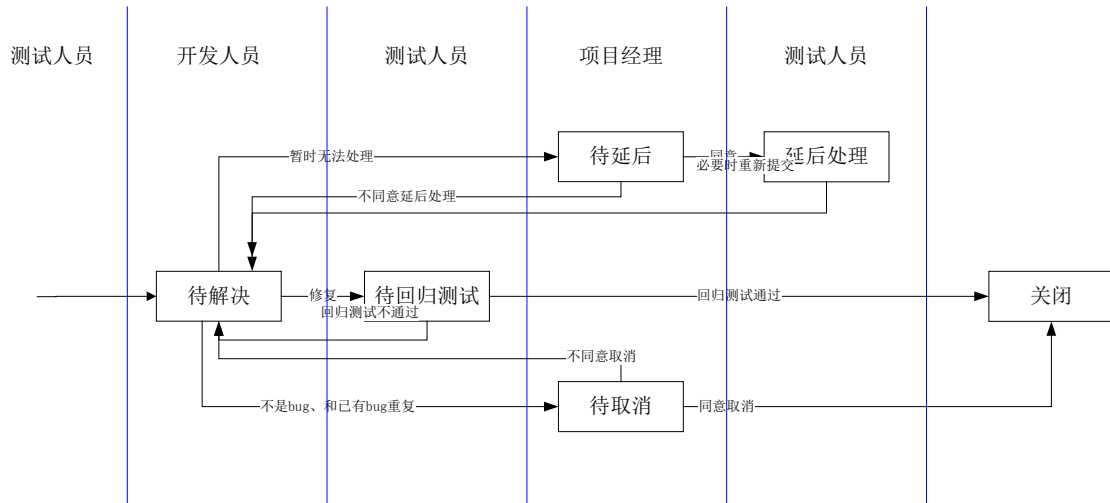 测试人员
开发人员
测试人员
项目经理
测试人员
暂时无法处理
待延后
同意
必要时重新提交
延后处理
不同意延后处理
待解决
修复
待回归测试
回归测试不通过
回归测试通过
关闭
不同意取消
不是bug、和已有bug重复
待取消
同意取消